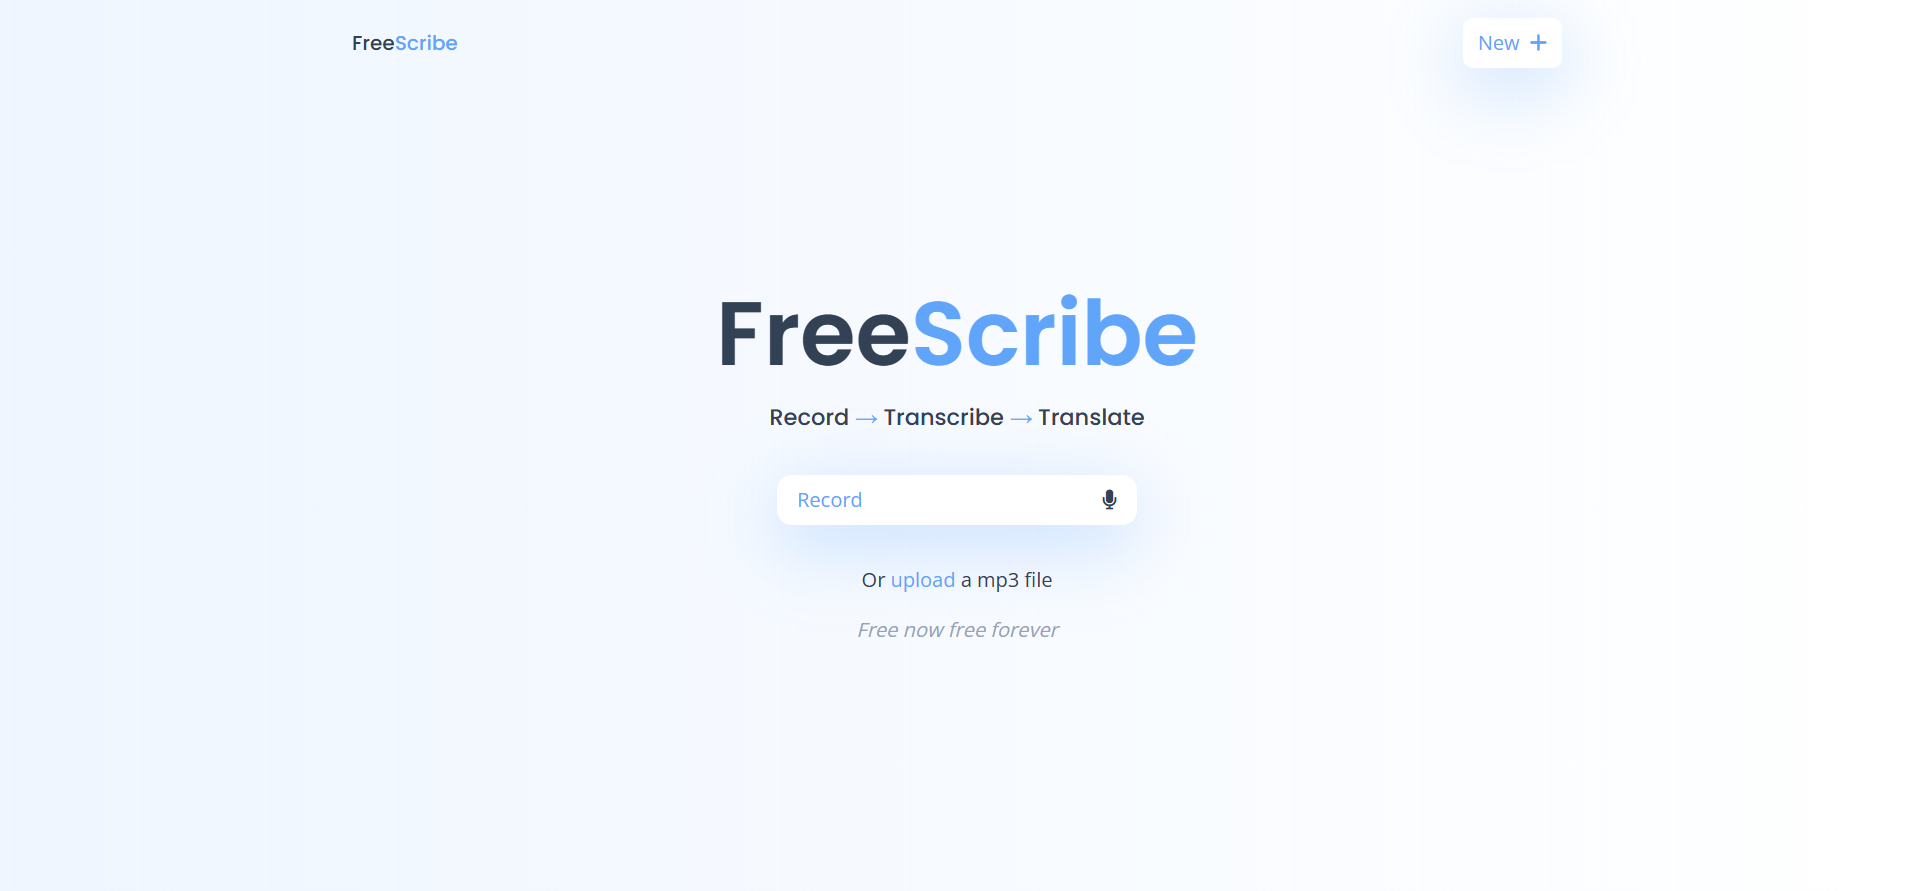 FreeScribe
New +
FreeScribe
Record → Transcribe → Translate
Record
Or upload a mp3 file
Free now free forever